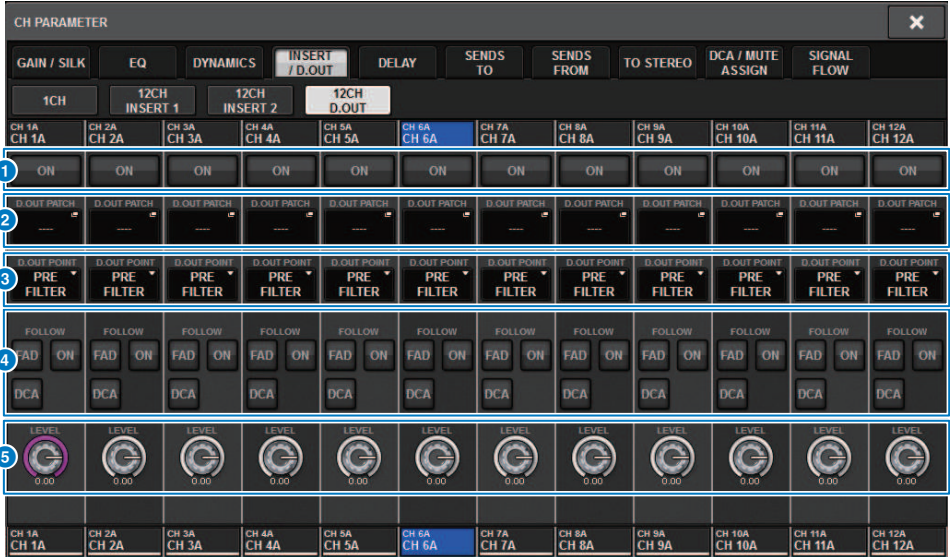 CH PARAMETER
GAIN / SILK EQ DYNAMICS INSERT / D.OUT DELAY SENDS TO SENDS FROM TO STEREO DCA / MUTE ASSIGN SIGNAL FLOW
1CH 12CH INSERT 1 12CH INSERT 2 12CH D.OUT
CH 1A CH 2A CH 3A CH 4A CH 5A CH 6A CH 7A CH 8A CH 9A CH 10A CH 11A CH 12A
CH 1A CH 2A CH 3A CH 4A CH 5A CH 6A CH 7A CH 8A CH 9A CH 10A CH 11A CH 12A
1 ON ON ON ON ON ON ON ON ON ON ON ON
D.OUT PATCH D.OUT PATCH D.OUT PATCH D.OUT PATCH D.OUT PATCH D.OUT PATCH D.OUT PATCH D.OUT PATCH D.OUT PATCH D.OUT PATCH D.OUT PATCH D.OUT PATCH
2 ---- ---- ---- ---- ---- ---- ---- ---- ---- ---- ---- ----
D.OUT POINT D.OUT POINT D.OUT POINT D.OUT POINT D.OUT POINT D.OUT POINT D.OUT POINT D.OUT POINT D.OUT POINT D.OUT POINT D.OUT POINT D.OUT POINT
3 PRE PRE PRE PRE PRE PRE PRE PRE PRE PRE PRE PRE
FILTER FILTER FILTER FILTER FILTER FILTER FILTER FILTER FILTER FILTER FILTER FILTER
FOLLOW FOLLOW FOLLOW FOLLOW FOLLOW FOLLOW FOLLOW FOLLOW FOLLOW FOLLOW FOLLOW FOLLOW
4 FAD ON FAD ON FAD ON FAD ON FAD ON FAD ON FAD ON FAD ON FAD ON FAD ON FAD ON FAD ON
DCA DCA DCA DCA DCA DCA DCA DCA DCA DCA DCA DCA
LEVEL LEVEL LEVEL LEVEL LEVEL LEVEL LEVEL LEVEL LEVEL LEVEL LEVEL LEVEL
5
0.00 0.00 0.00 0.00 0.00 0.00 0.00 0.00 0.00 0.00 0.00 0.00
CH 1A CH 2A CH 3A CH 4A CH 5A CH 6A CH 7A CH 8A CH 9A CH 10A CH 11A CH 12A
CH 1A CH 2A CH 3A CH 4A CH 5A CH 6A CH 7A CH 8A CH 9A CH 10A CH 11A CH 12A